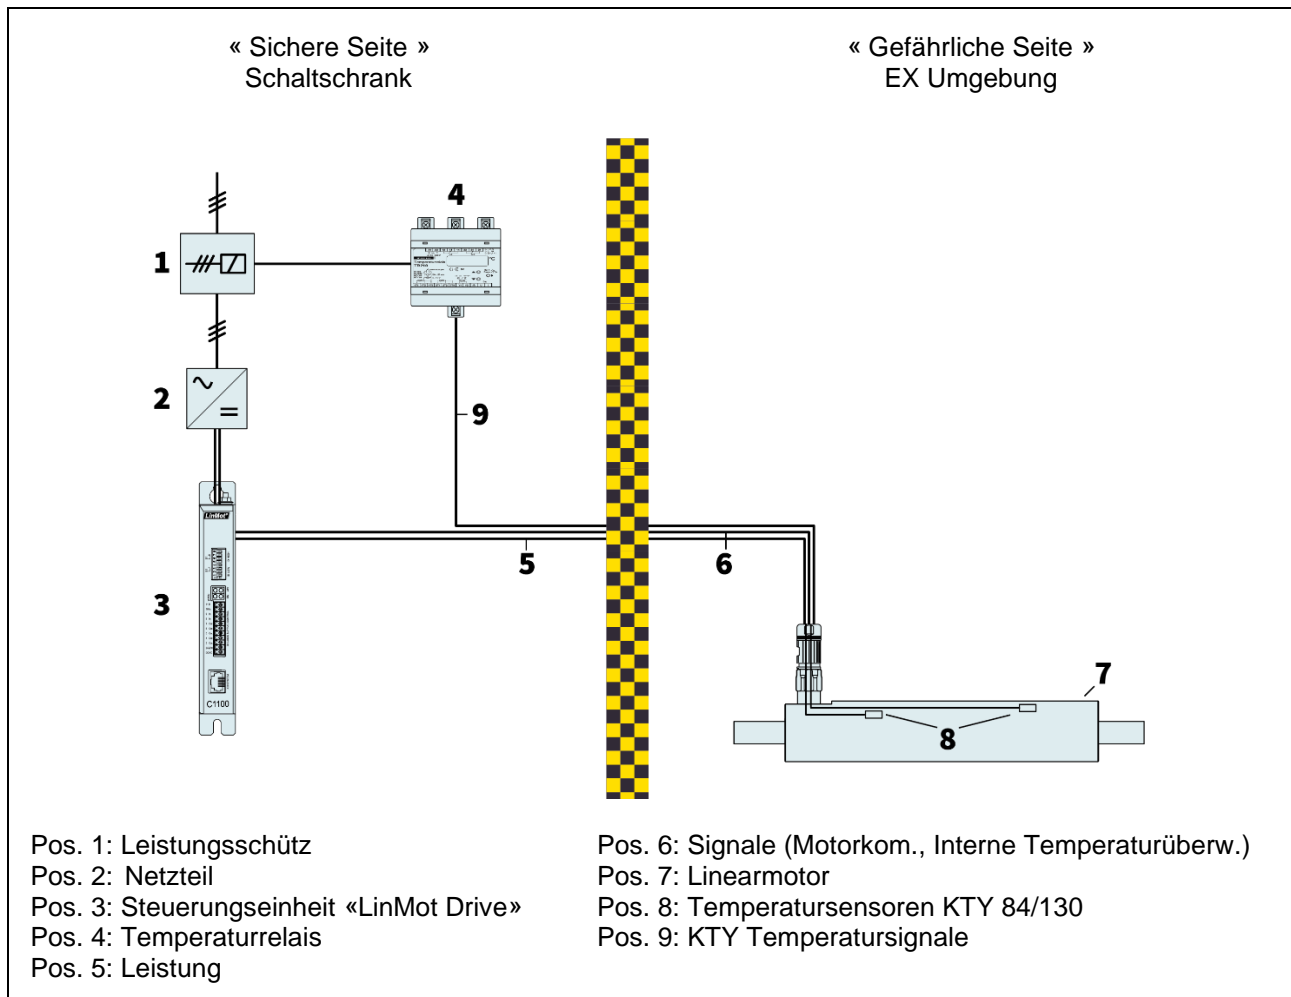 « Sichere Seite »
Schaltschrank
« Gefährliche Seite »
EX Umgebung
4
1
°C
2
9
LinMot
5
6
3
7
C1100
8
Pos. 1: Leistungsschütz
Pos. 2: Netzteil
Pos. 3: Steuerungseinheit «LinMot Drive»
Pos. 4: Temperaturrelais
Pos. 5: Leistung
Pos. 6: Signale (Motorkom., Interne Temperaturüberw.)
Pos. 7: Linearmotor
Pos. 8: Temperatursensoren KTY 84/130
Pos. 9: KTY Temperatursignale